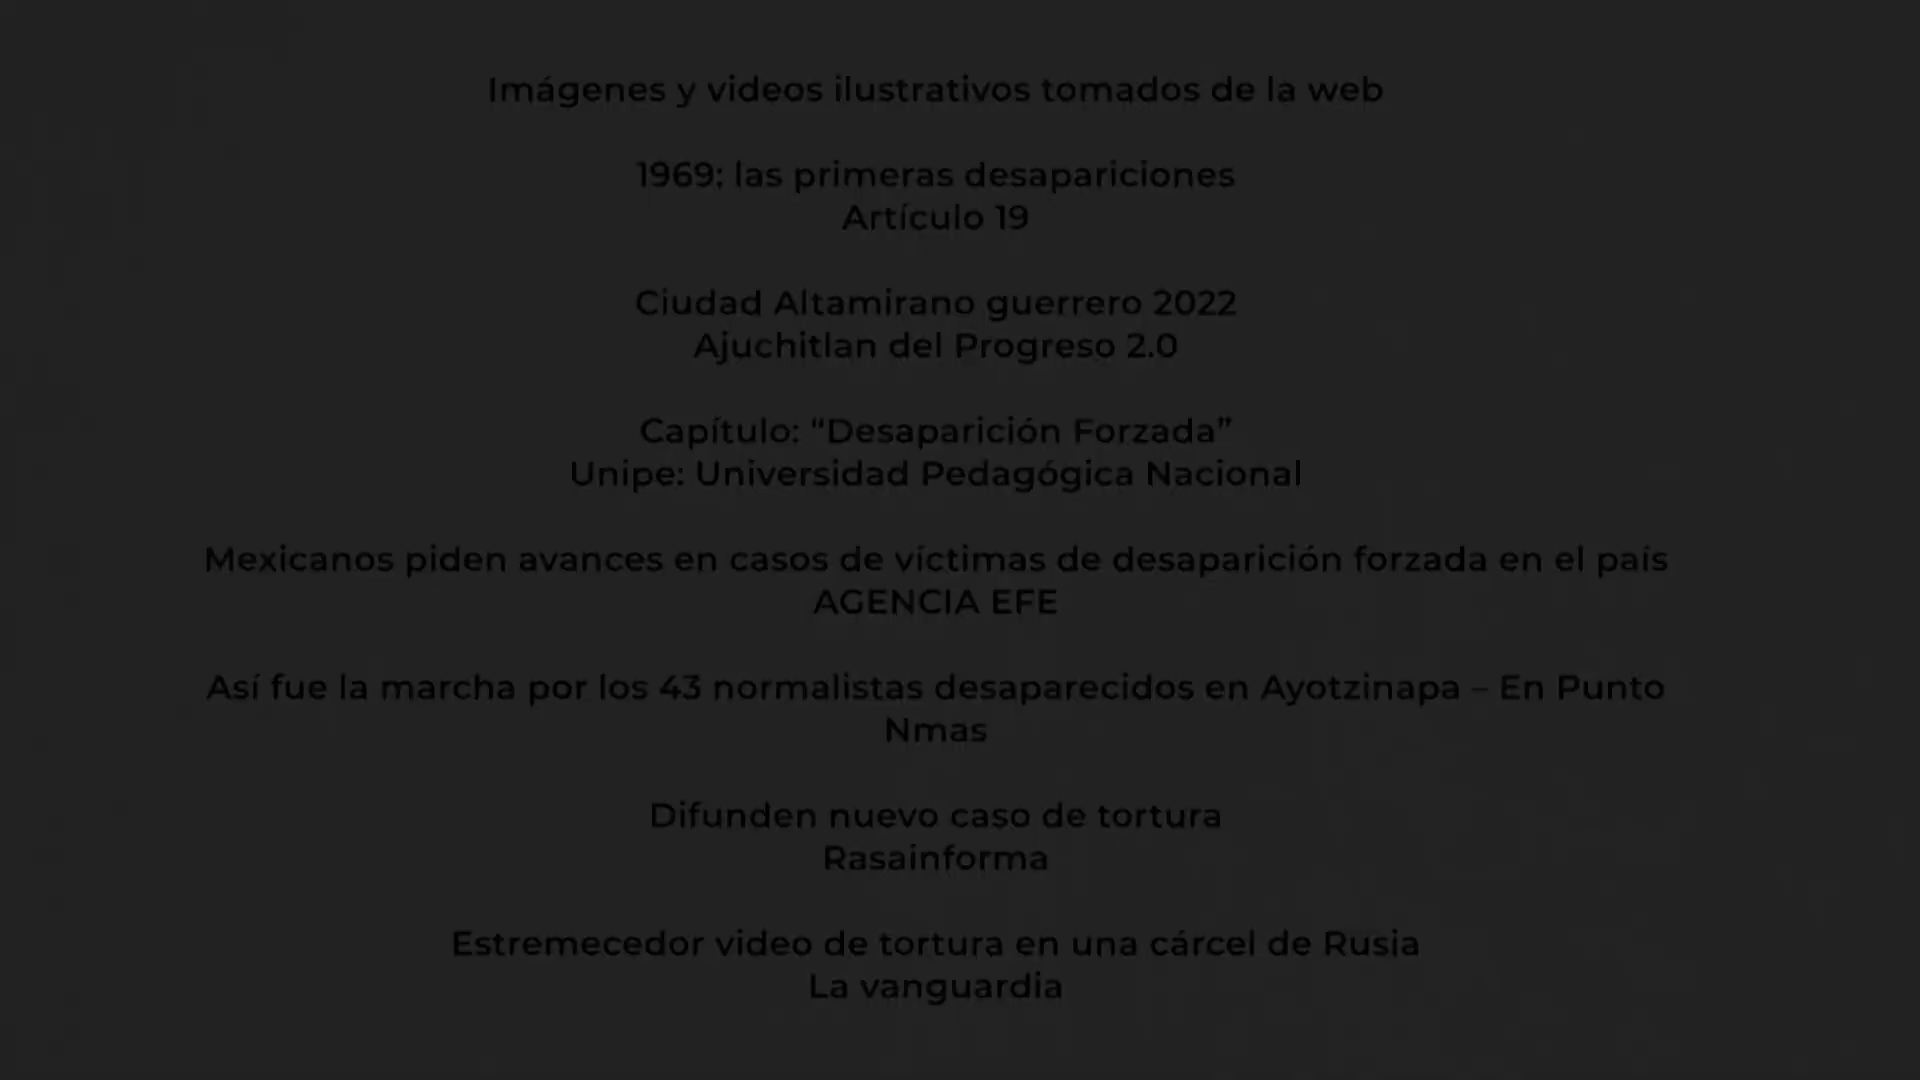 Imágenes y videos ilustrativos tomados de la web
1969: las primeras desapariciones
Artículo 19
Ciudad Altamirano guerrero 2022
Ajuchitlan del Progreso 2.0
Capítulo: “Desaparición Forzada”
Unipe: Universidad Pedagógica Nacional
Mexicanos piden avances en casos de víctimas de desaparición forzada en el país
AGENCIA EFE
Así fue la marcha por los 43 normalistas desaparecidos en Ayotzinapa – En Punto
Nmas
Difunden nuevo caso de tortura
Rasainforma
Estremecedor video de tortura en una cárcel de Rusia
La vanguardia